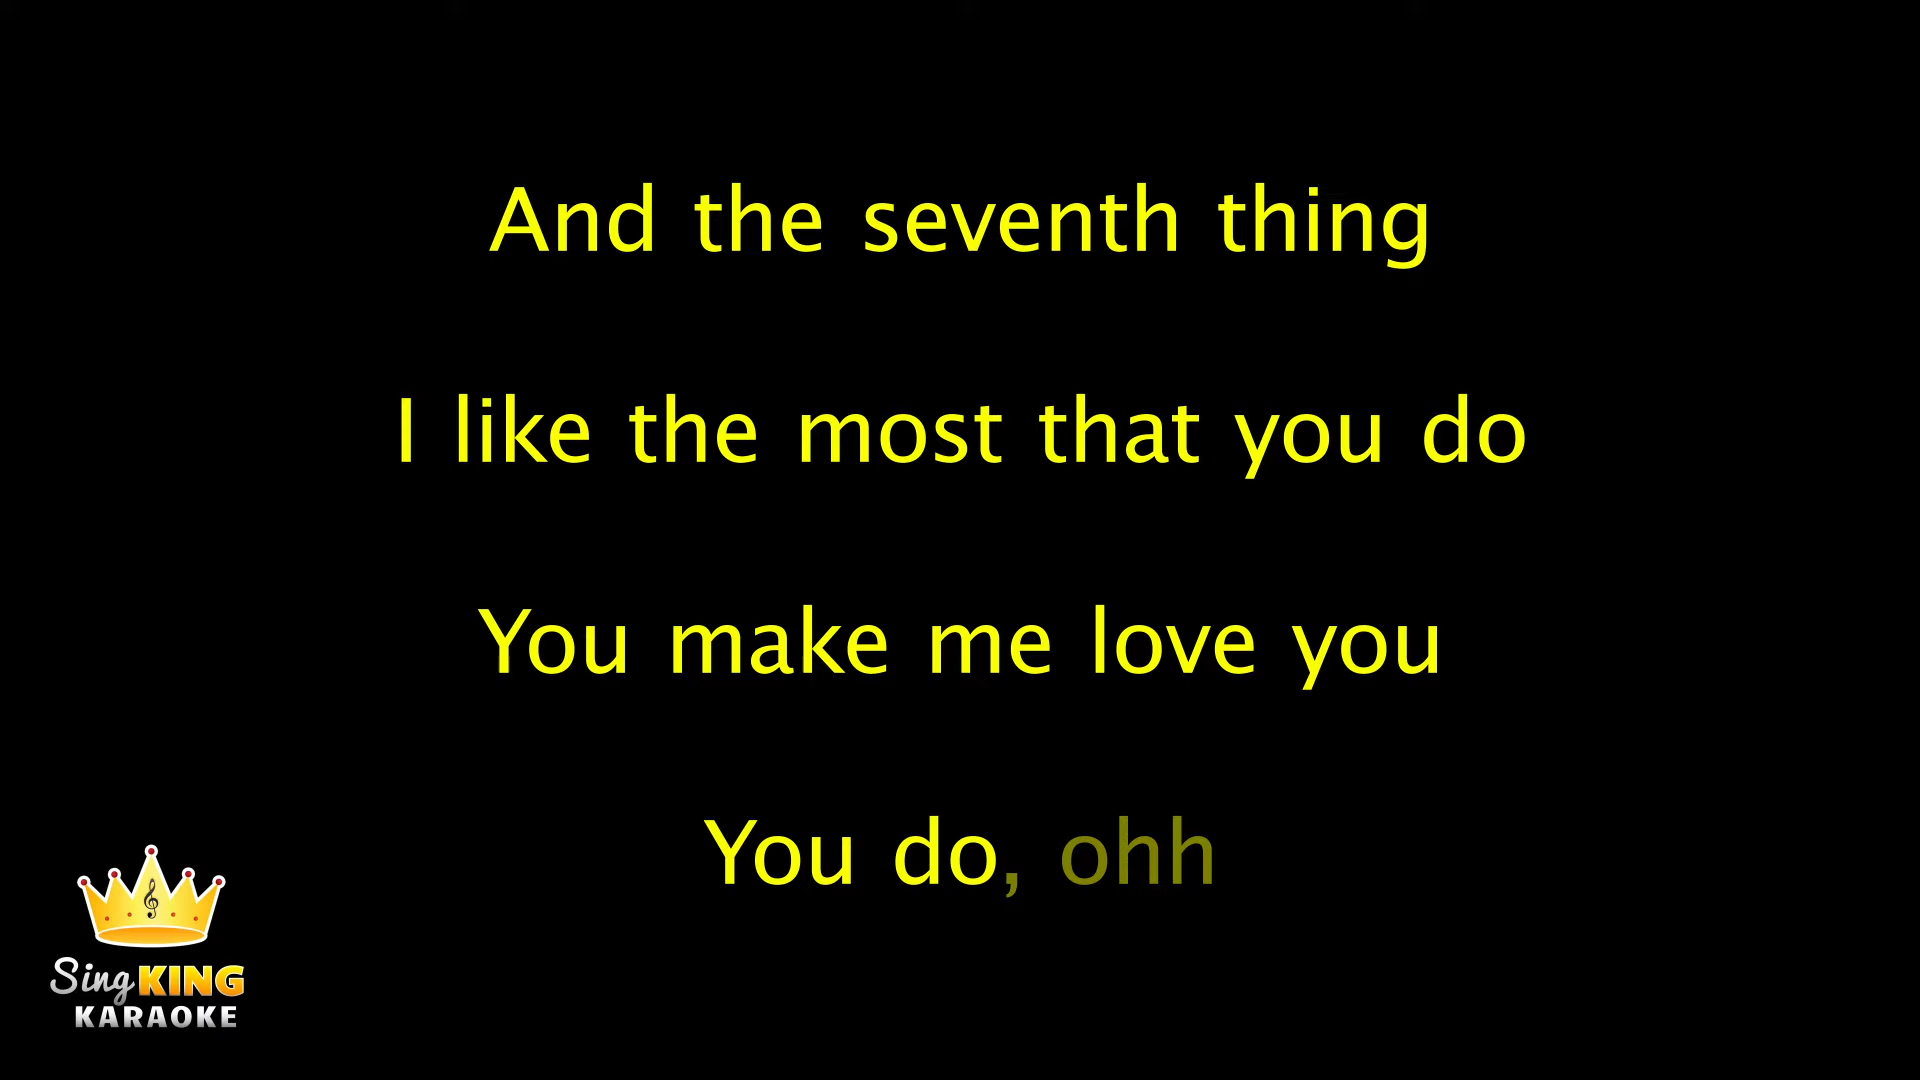 And the seventh thing
I like the most that you do
You make me love you
You do, ohh
Sing KING
KARAOKE